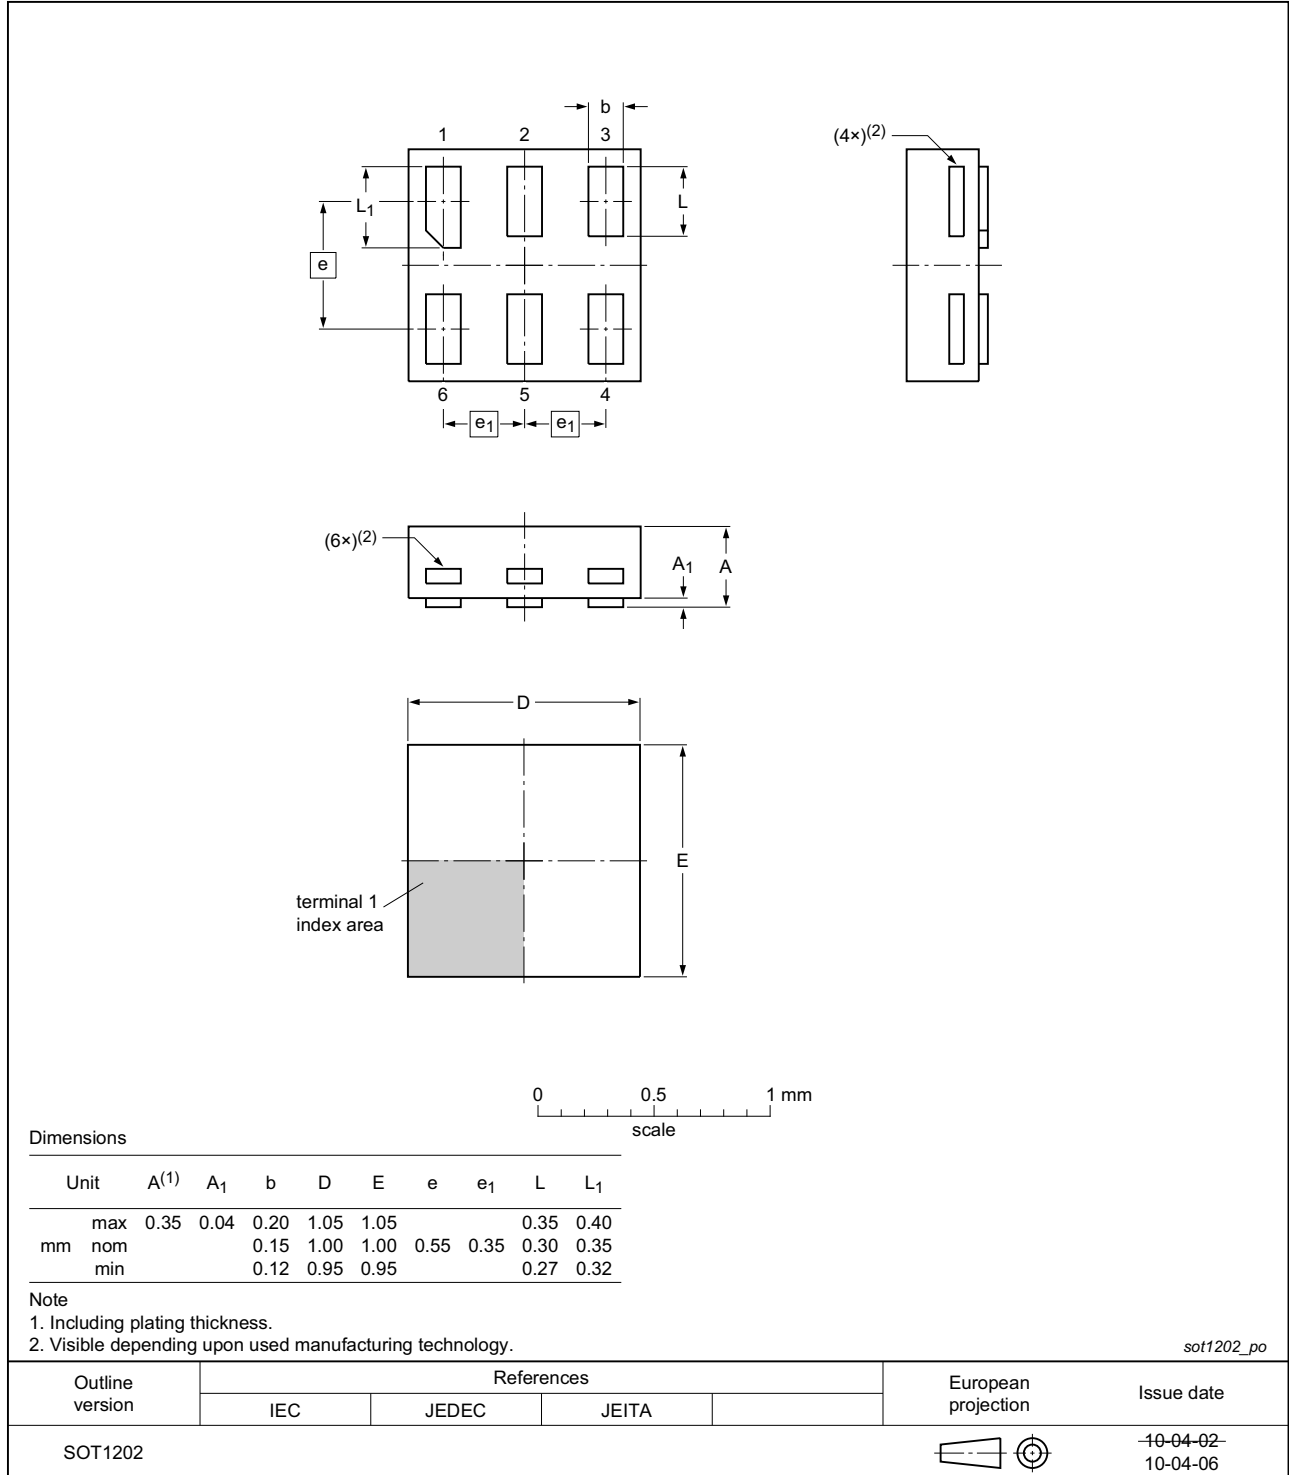 b
1 2 3
(4×)(2)
L1
L
e
6 5 4
e1 e1
(6×)(2)
A1 A
D
E
terminal 1
index area
0 0.5 1 mm
scale
Dimensions
Unit A(1) A1 b D E e e1 L L1
max 0.35 0.04 0.20 1.05 1.05 0.35 0.40
mm nom 0.15 1.00 1.00 0.55 0.35 0.30 0.35
min 0.12 0.95 0.95 0.27 0.32
Note
1. Including plating thickness.
2. Visible depending upon used manufacturing technology.
sot1202_po
Outline
version
References
IEC JEDEC JEITA
European
projection
Issue date
SOT1202
10-04-02
10-04-06